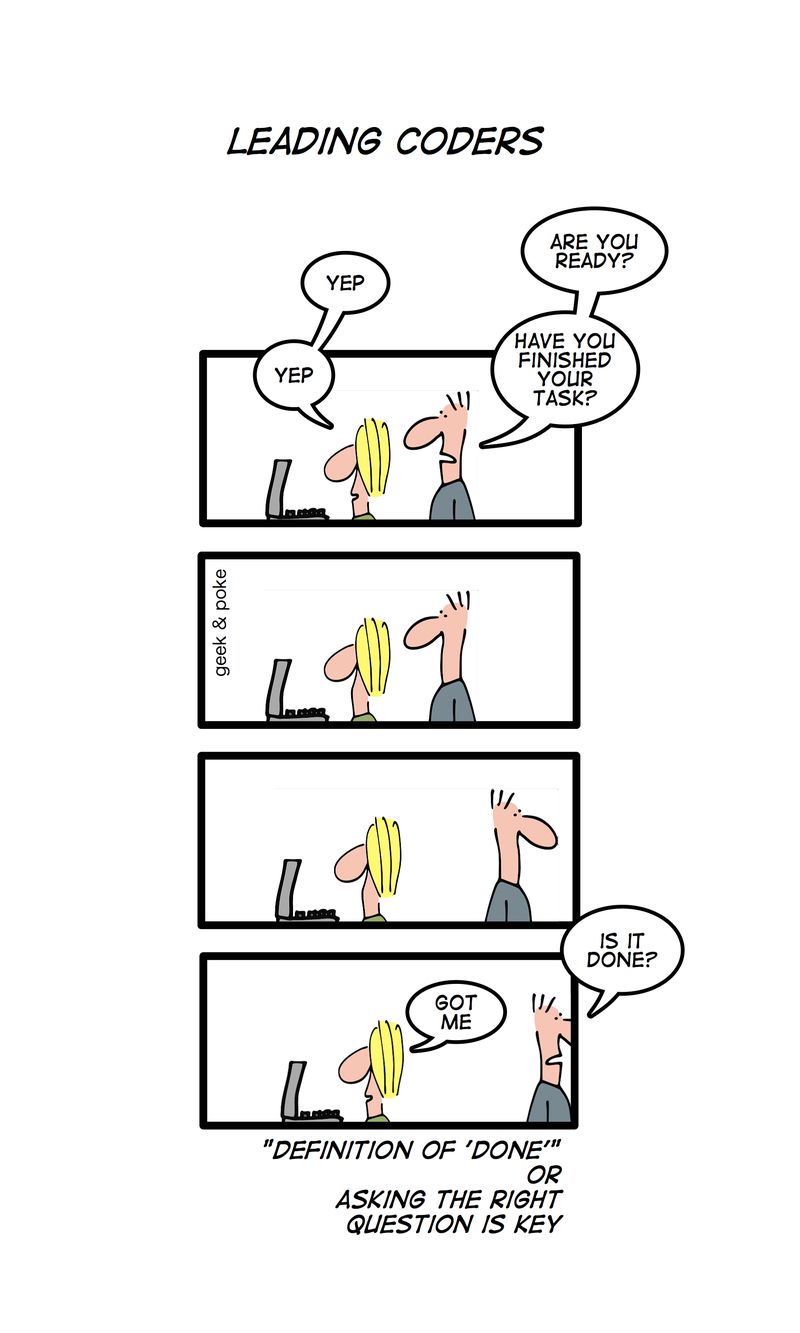 LEADING CODERS
ARE YOU
READY?
YEP
HAVE YOU
FINISHED
YOUR
TASK?
YEP
geek & poke
IS IT
DONE?
GOT
ME
"DEFINITION OF 'DONE'"
OR
ASKING THE RIGHT
QUESTION IS KEY